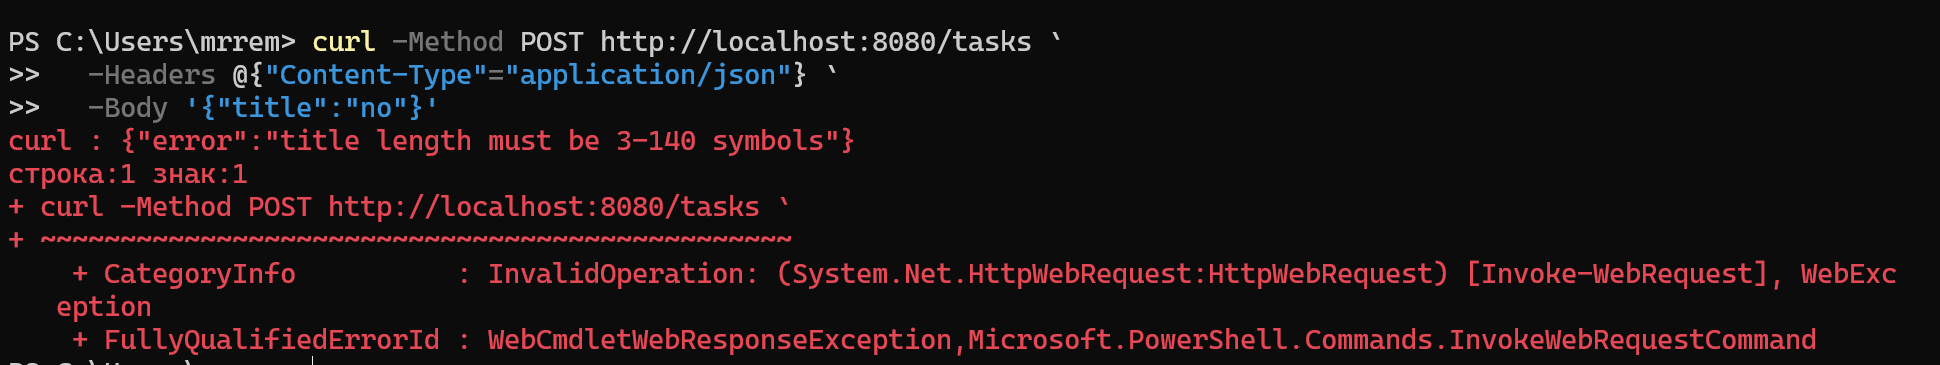 PS C:\Users\mrrem> curl -Method POST http://localhost:8080/tasks `
>>   -Headers @{"Content-Type"="application/json"} `
>>   -Body '{"title":"no"}'
curl : {"error":"title length must be 3-140 symbols"}
строка:1 знак:1
+ curl -Method POST http://localhost:8080/tasks `
+ ~~~~~~~~~~~~~~~~~~~~~~~~~~~~~~~~~~~~~~~~~~~~~~~
    + CategoryInfo          : InvalidOperation: (System.Net.HttpWebRequest:HttpWebRequest) [Invoke-WebRequest], WebExc
   eption
    + FullyQualifiedErrorId : WebCmdletWebResponseException,Microsoft.PowerShell.Commands.InvokeWebRequestCommand